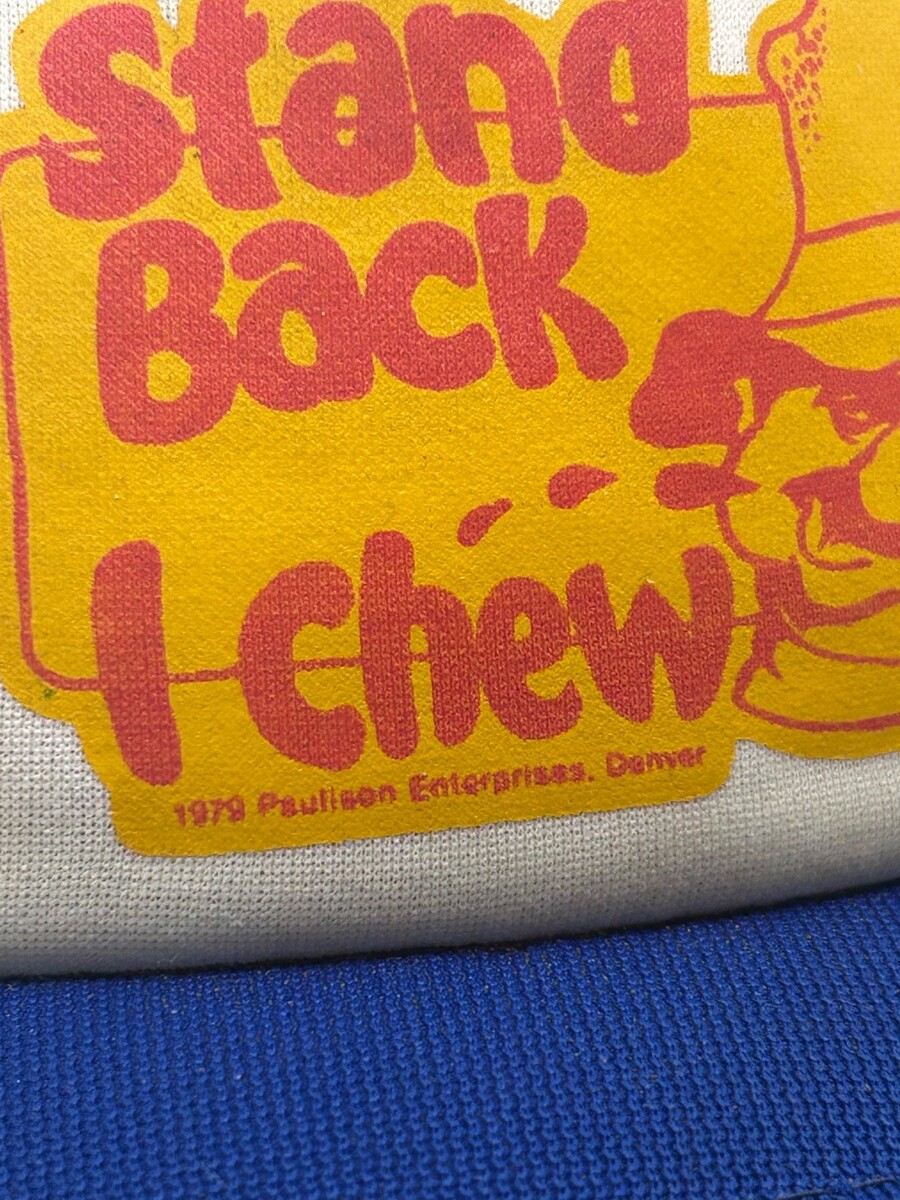 Stand
Back
I Chew
1979 Paulison Enterprises. Denver